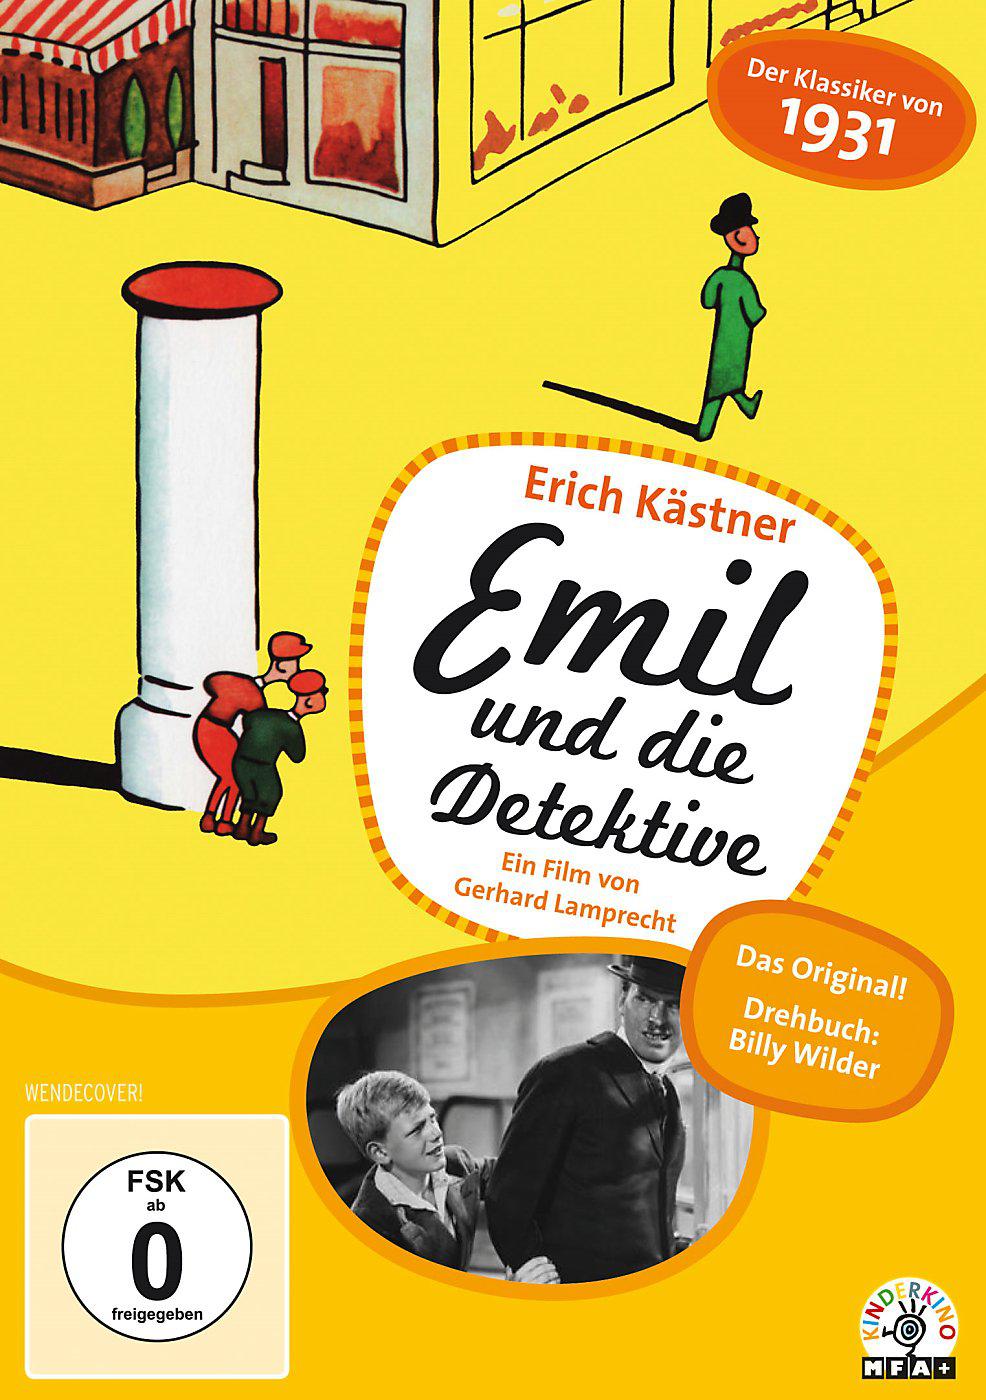 Der Klassiker von
1931
Erich Kästner
Emil
und die
Detektive
Ein Film von
Gerhard Lamprecht
Das Original!
Drehbuch:
Billy Wilder
WENDECOVER!
FSK
ab
0
freigegeben
KINDERKINO
MFA+